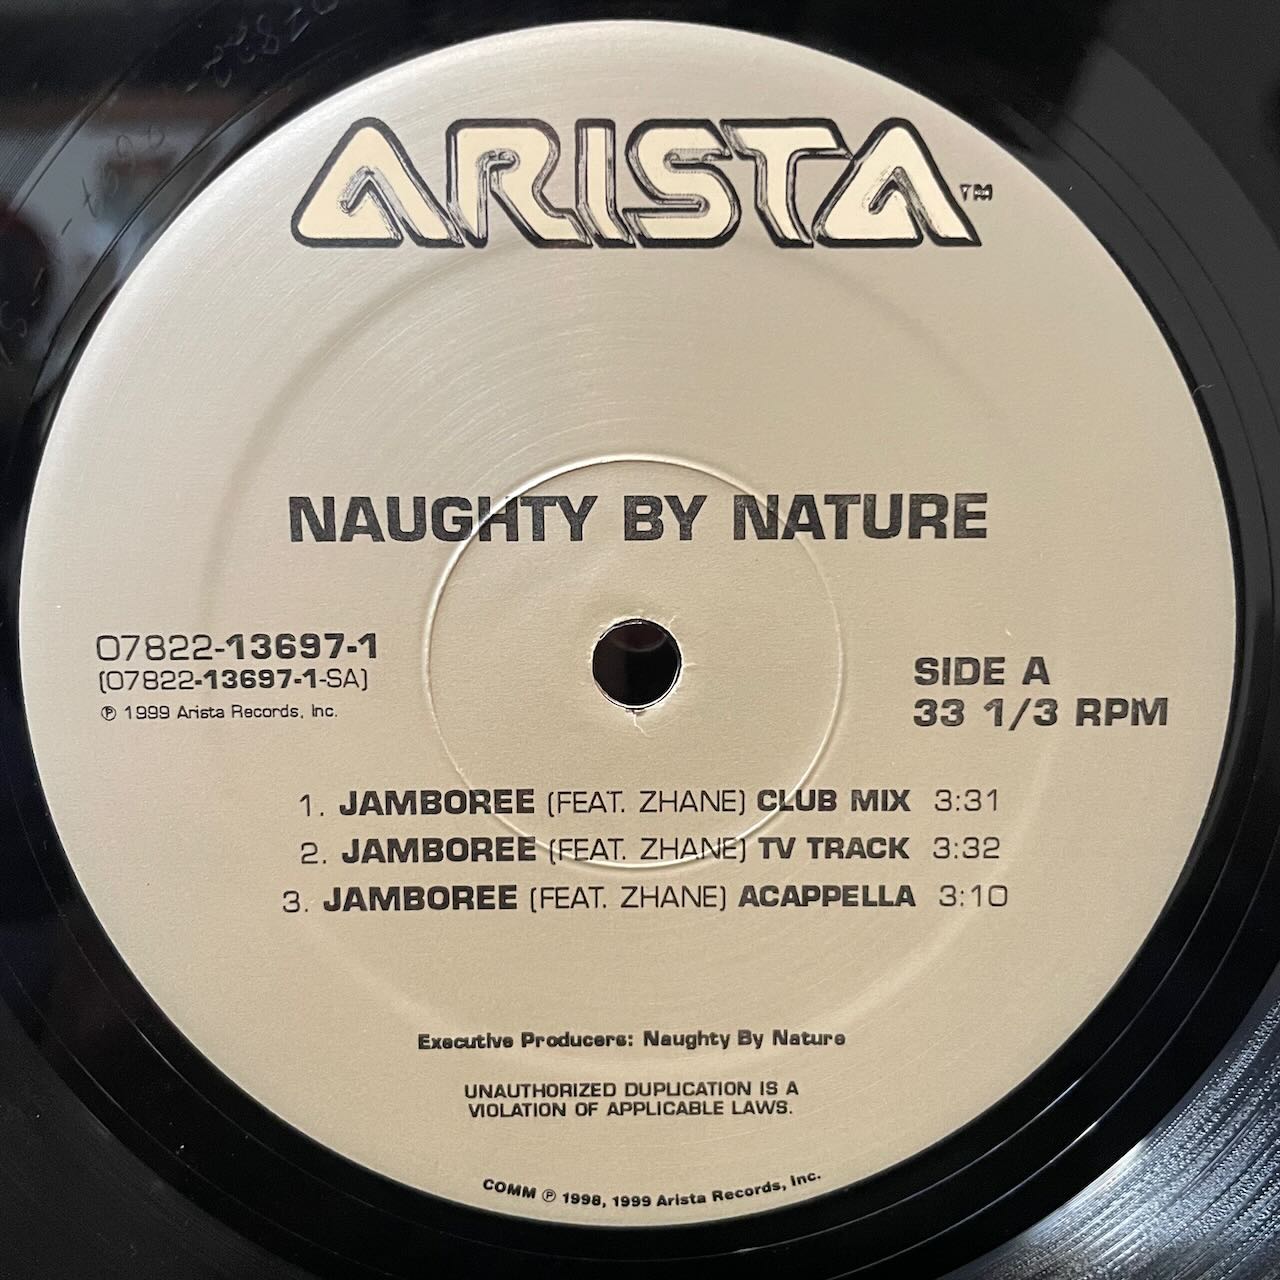 ARISTA™
NAUGHTY BY NATURE
07822-13697-1
(07822-13697-1-SA)
℗ 1999 Arista Records, Inc.
SIDE A
33 1/3 RPM
1. JAMBOREE (FEAT. ZHANE) CLUB MIX 3:31
2. JAMBOREE (FEAT. ZHANE) TV TRACK 3:32
3. JAMBOREE (FEAT. ZHANE) ACAPPELLA 3:10
Executive Producers: Naughty By Nature
UNAUTHORIZED DUPLICATION IS A
VIOLATION OF APPLICABLE LAWS.
COMM ℗ 1998, 1999 Arista Records, Inc.